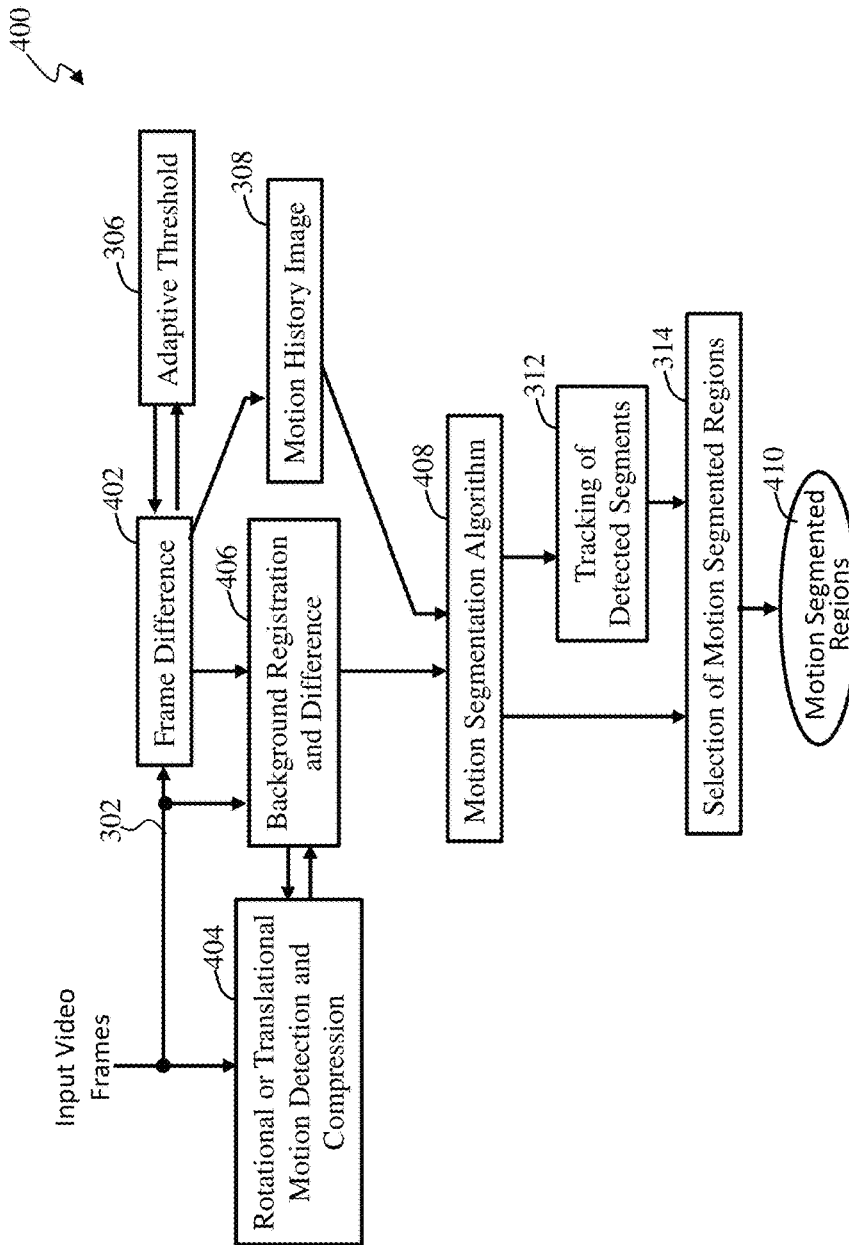 400
Input Video
Frames
302
402
Frame Difference
306
Adaptive Threshold
404
Rotational or Translational
Motion Detection and
Compression
406
Background Registration
and Difference
308
Motion History Image
408
Motion Segmentation Algorithm
312
Tracking of
Detected Segments
314
Selection of Motion Segmented Regions
410
Motion Segmented
Regions